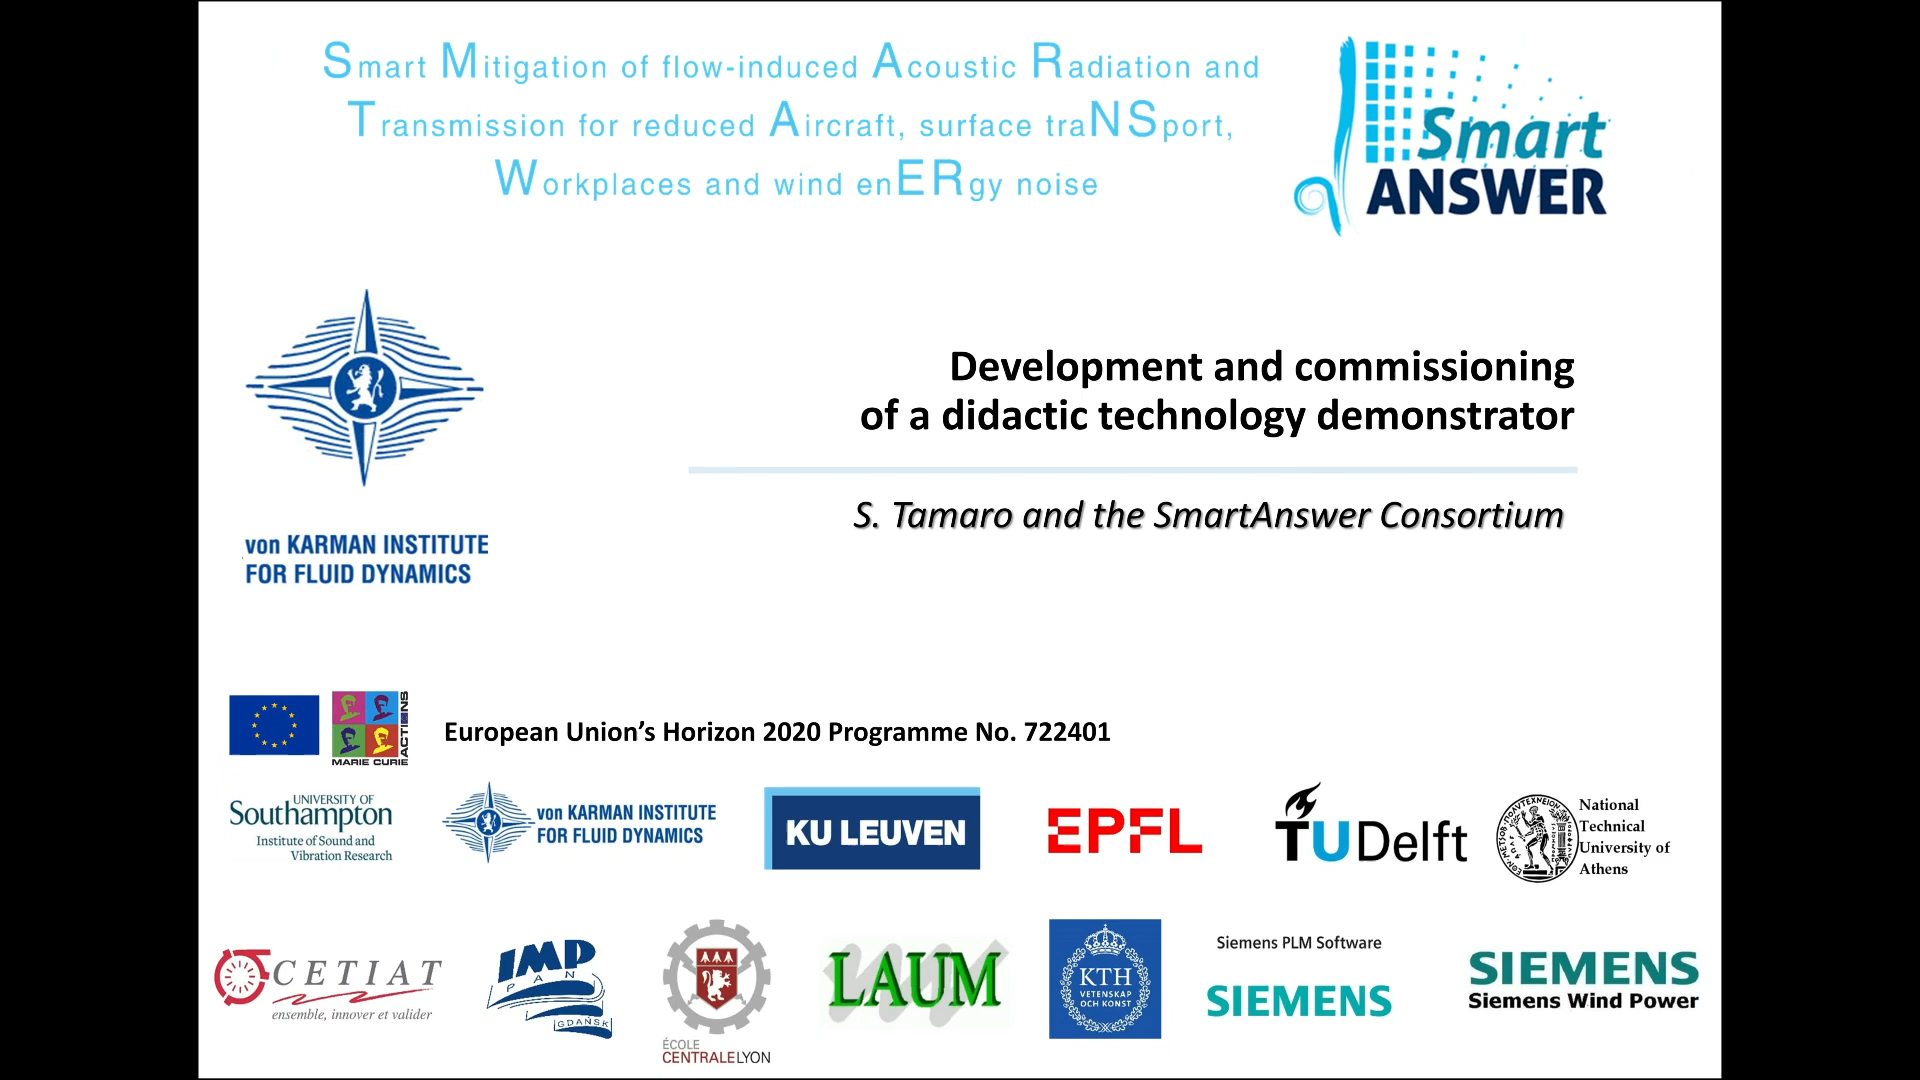 Smart Mitigation of flow-induced Acoustic Radiation and
Transmission for reduced Aircraft, surface traNSport,
Workplaces and wind enERgy noise
Smart
ANSWER
von KARMAN INSTITUTE
FOR FLUID DYNAMICS
Development and commissioning
of a didactic technology demonstrator
S. Tamaro and the SmartAnswer Consortium
MARIE CURIE
ACTIONS
European Union's Horizon 2020 Programme No. 722401
UNIVERSITY OF
Southampton
Institute of Sound and
Vibration Research
von KARMAN INSTITUTE
FOR FLUID DYNAMICS
KU LEUVEN
EPFL
TUDelft
National
Technical
University of
Athens
CETIAT
ensemble, innover et valider
IMP
PAN
GDAŃSK
ÉCOLE
CENTRALELYON
LAUM
KTH
VETENSKAP
OCH KONST
Siemens PLM Software
SIEMENS
SIEMENS
Siemens Wind Power